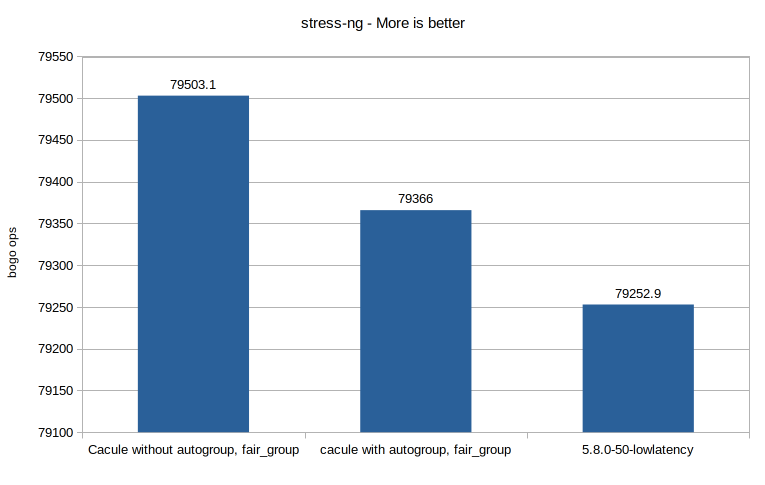 stress-ng - More is better
79550
79500
79450
79400
79350
79300
79250
79200
79150
79100
bogo ops
79503.1
79366
79252.9
Cacule without autogroup, fair_group
cacule with autogroup, fair_group
5.8.0-50-lowlatency